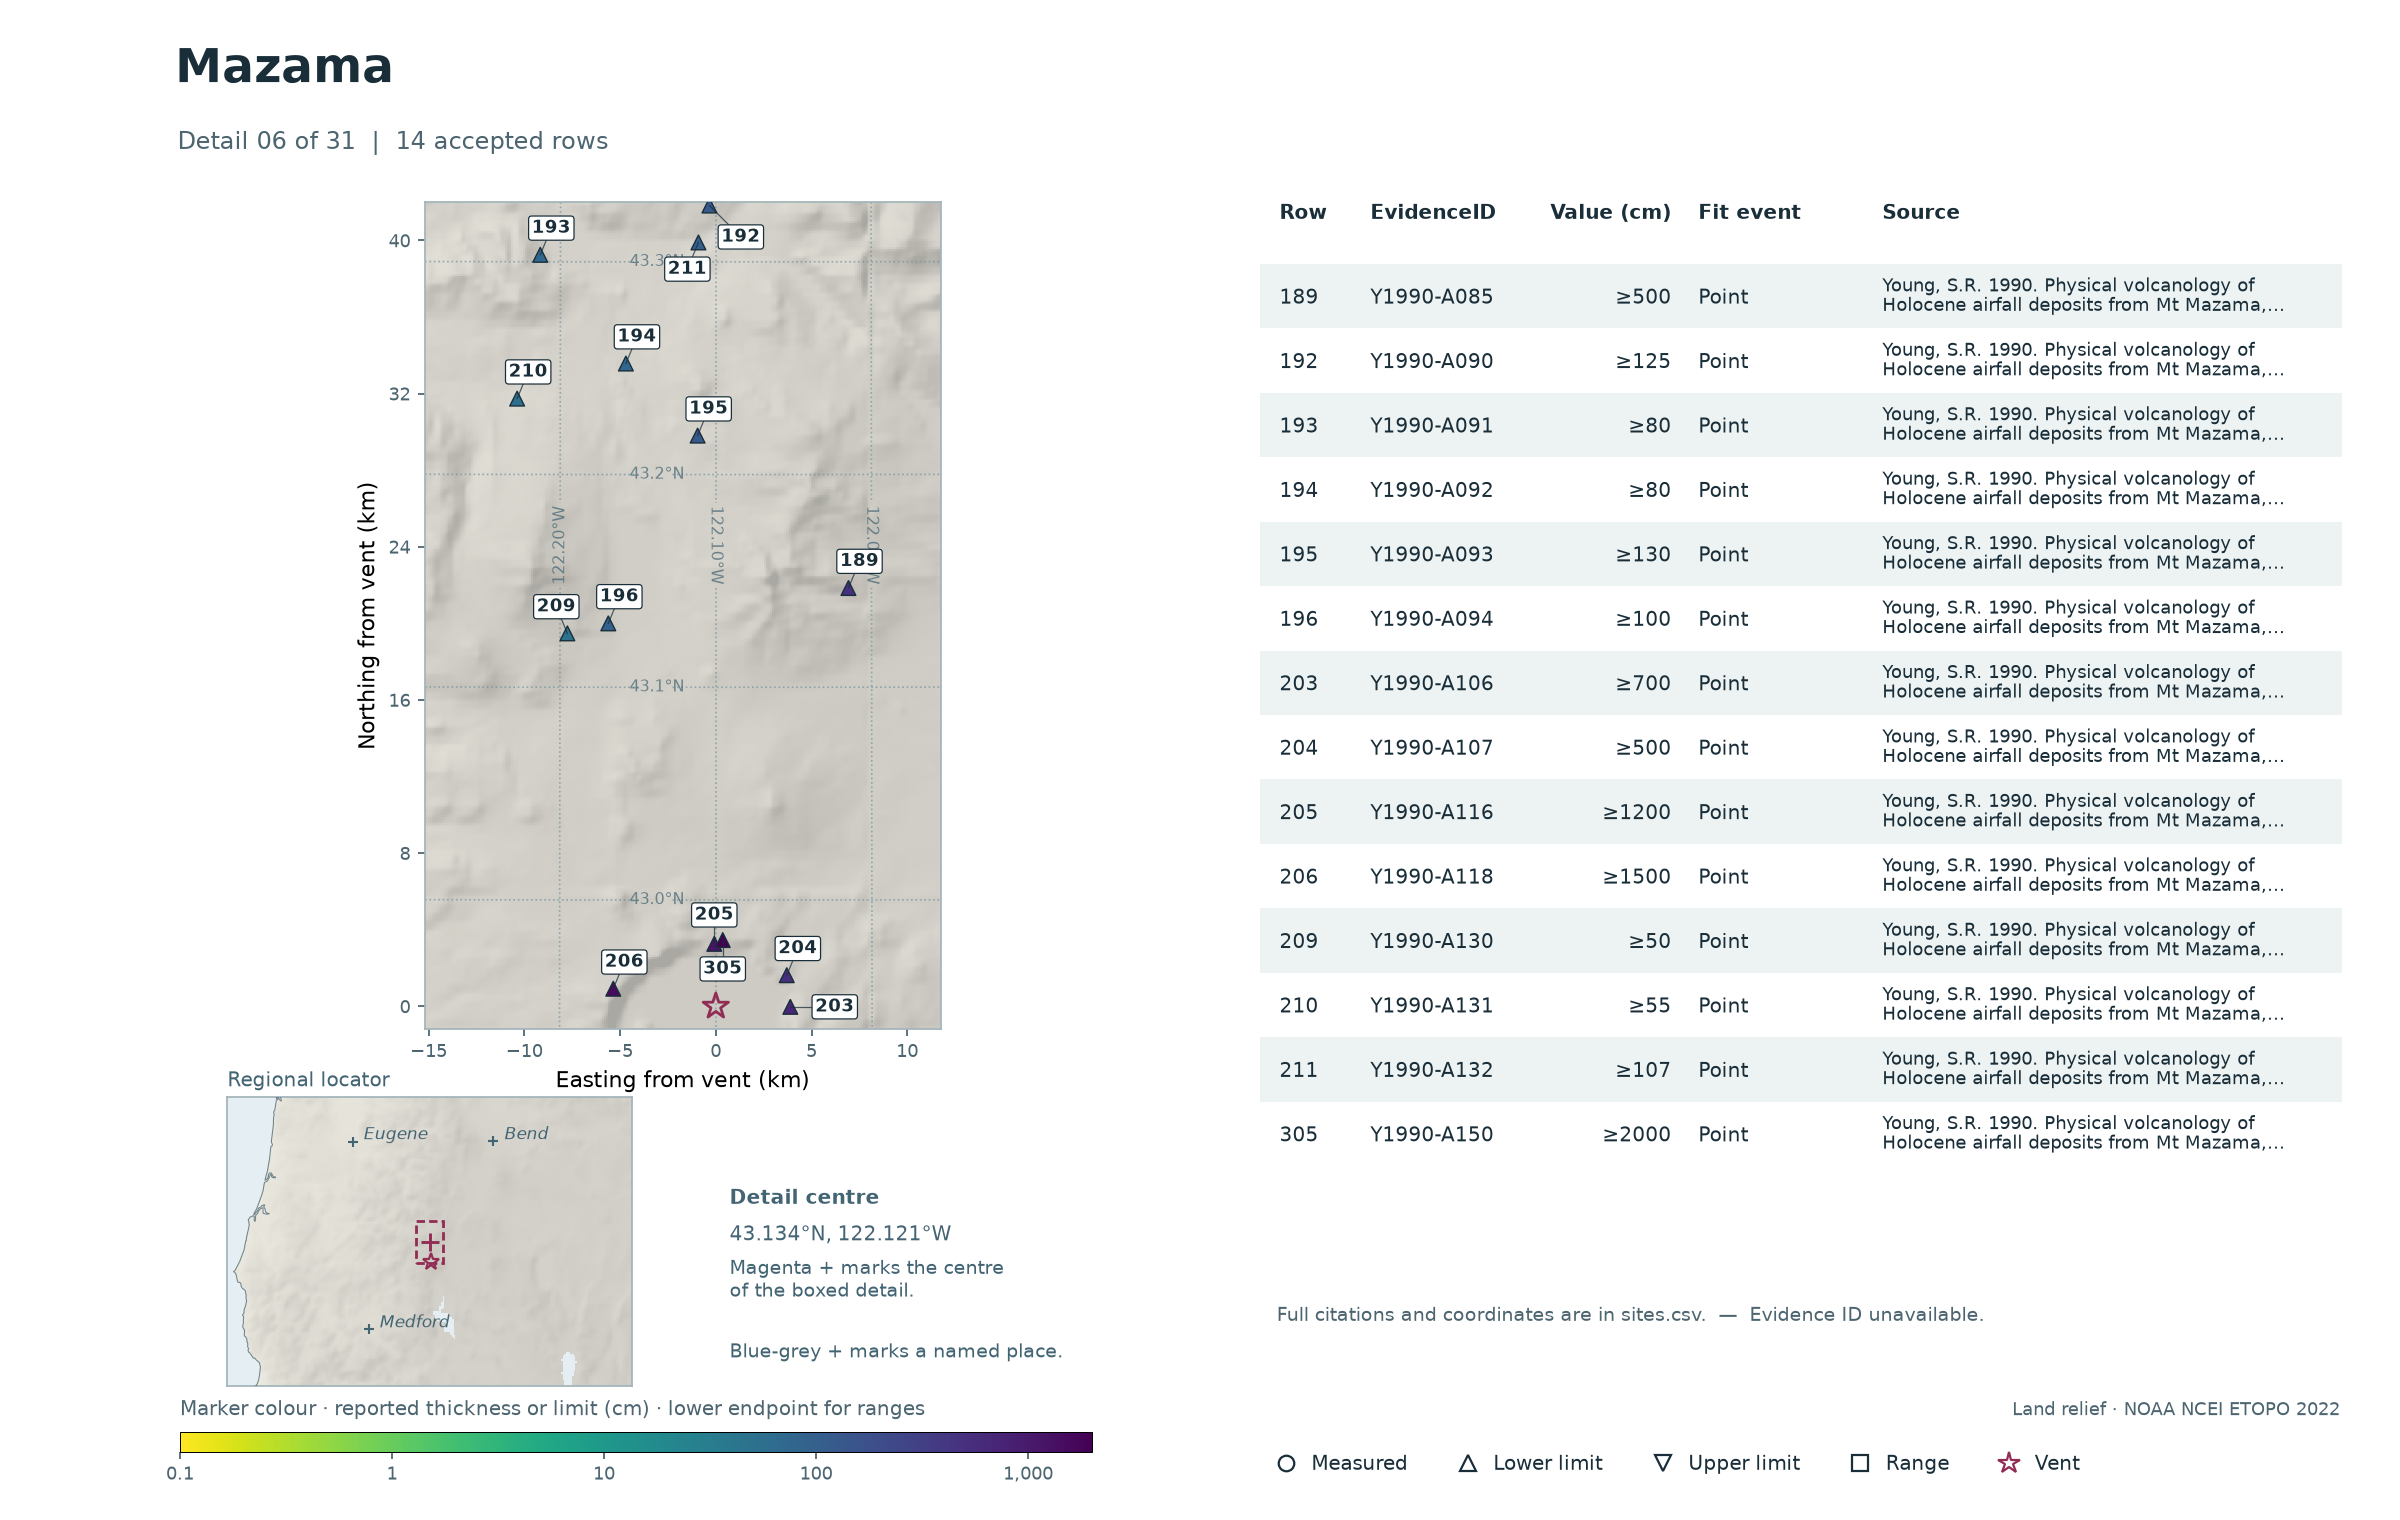 Mazama
Detail 06 of 31 | 14 accepted rows
193
192
211
43.3°N
194
210
195
43.2°N
122.20°W
122.10°W
189
209
196
43.1°N
43.0°N
205
206
204
305
203
40
32
24
16
8
0
Northing from vent (km)
−15
−10
−5
0
5
10
Easting from vent (km)
Regional locator
Eugene
Bend
Medford
Detail centre
43.134°N, 122.121°W
Magenta + marks the centre
of the boxed detail.
Blue-grey + marks a named place.
Marker colour · reported thickness or limit (cm) · lower endpoint for ranges
0.1
1
10
100
1,000
Row EvidenceID Value (cm) Fit event Source
189 Y1990-A085 ≥500 Point Young, S.R. 1990. Physical volcanology of
Holocene airfall deposits from Mt Mazama,…
192 Y1990-A090 ≥125 Point Young, S.R. 1990. Physical volcanology of
Holocene airfall deposits from Mt Mazama,…
193 Y1990-A091 ≥80 Point Young, S.R. 1990. Physical volcanology of
Holocene airfall deposits from Mt Mazama,…
194 Y1990-A092 ≥80 Point Young, S.R. 1990. Physical volcanology of
Holocene airfall deposits from Mt Mazama,…
195 Y1990-A093 ≥130 Point Young, S.R. 1990. Physical volcanology of
Holocene airfall deposits from Mt Mazama,…
196 Y1990-A094 ≥100 Point Young, S.R. 1990. Physical volcanology of
Holocene airfall deposits from Mt Mazama,…
203 Y1990-A106 ≥700 Point Young, S.R. 1990. Physical volcanology of
Holocene airfall deposits from Mt Mazama,…
204 Y1990-A107 ≥500 Point Young, S.R. 1990. Physical volcanology of
Holocene airfall deposits from Mt Mazama,…
205 Y1990-A116 ≥1200 Point Young, S.R. 1990. Physical volcanology of
Holocene airfall deposits from Mt Mazama,…
206 Y1990-A118 ≥1500 Point Young, S.R. 1990. Physical volcanology of
Holocene airfall deposits from Mt Mazama,…
209 Y1990-A130 ≥50 Point Young, S.R. 1990. Physical volcanology of
Holocene airfall deposits from Mt Mazama,…
210 Y1990-A131 ≥55 Point Young, S.R. 1990. Physical volcanology of
Holocene airfall deposits from Mt Mazama,…
211 Y1990-A132 ≥107 Point Young, S.R. 1990. Physical volcanology of
Holocene airfall deposits from Mt Mazama,…
305 Y1990-A150 ≥2000 Point Young, S.R. 1990. Physical volcanology of
Holocene airfall deposits from Mt Mazama,…
Full citations and coordinates are in sites.csv. — Evidence ID unavailable.
Land relief · NOAA NCEI ETOPO 2022
Measured
Lower limit
Upper limit
Range
Vent